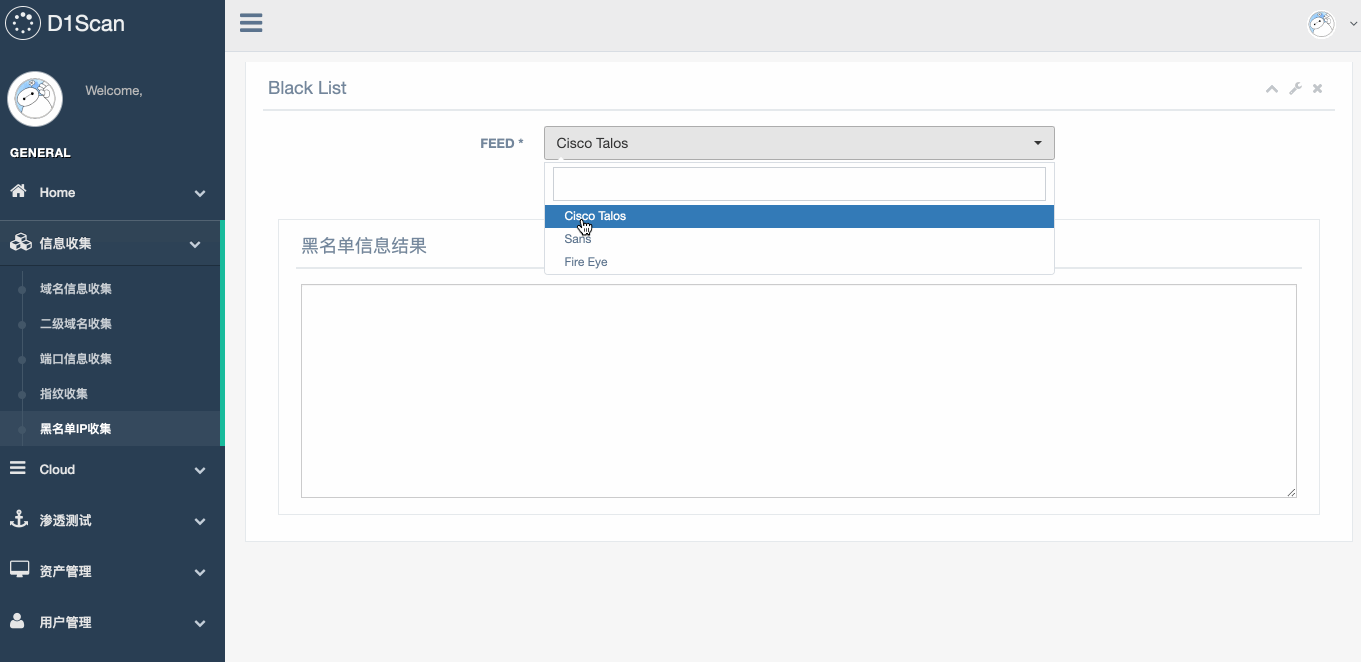 D1Scan
Welcome,
GENERAL
Home
信息收集
域名信息收集
二级域名收集
端口信息收集
指纹收集
黑名单IP收集
Cloud
渗透测试
资产管理
用户管理
Black List
FEED * Cisco Talos
Cisco Talos
Sans
Fire Eye
黑名单信息结果